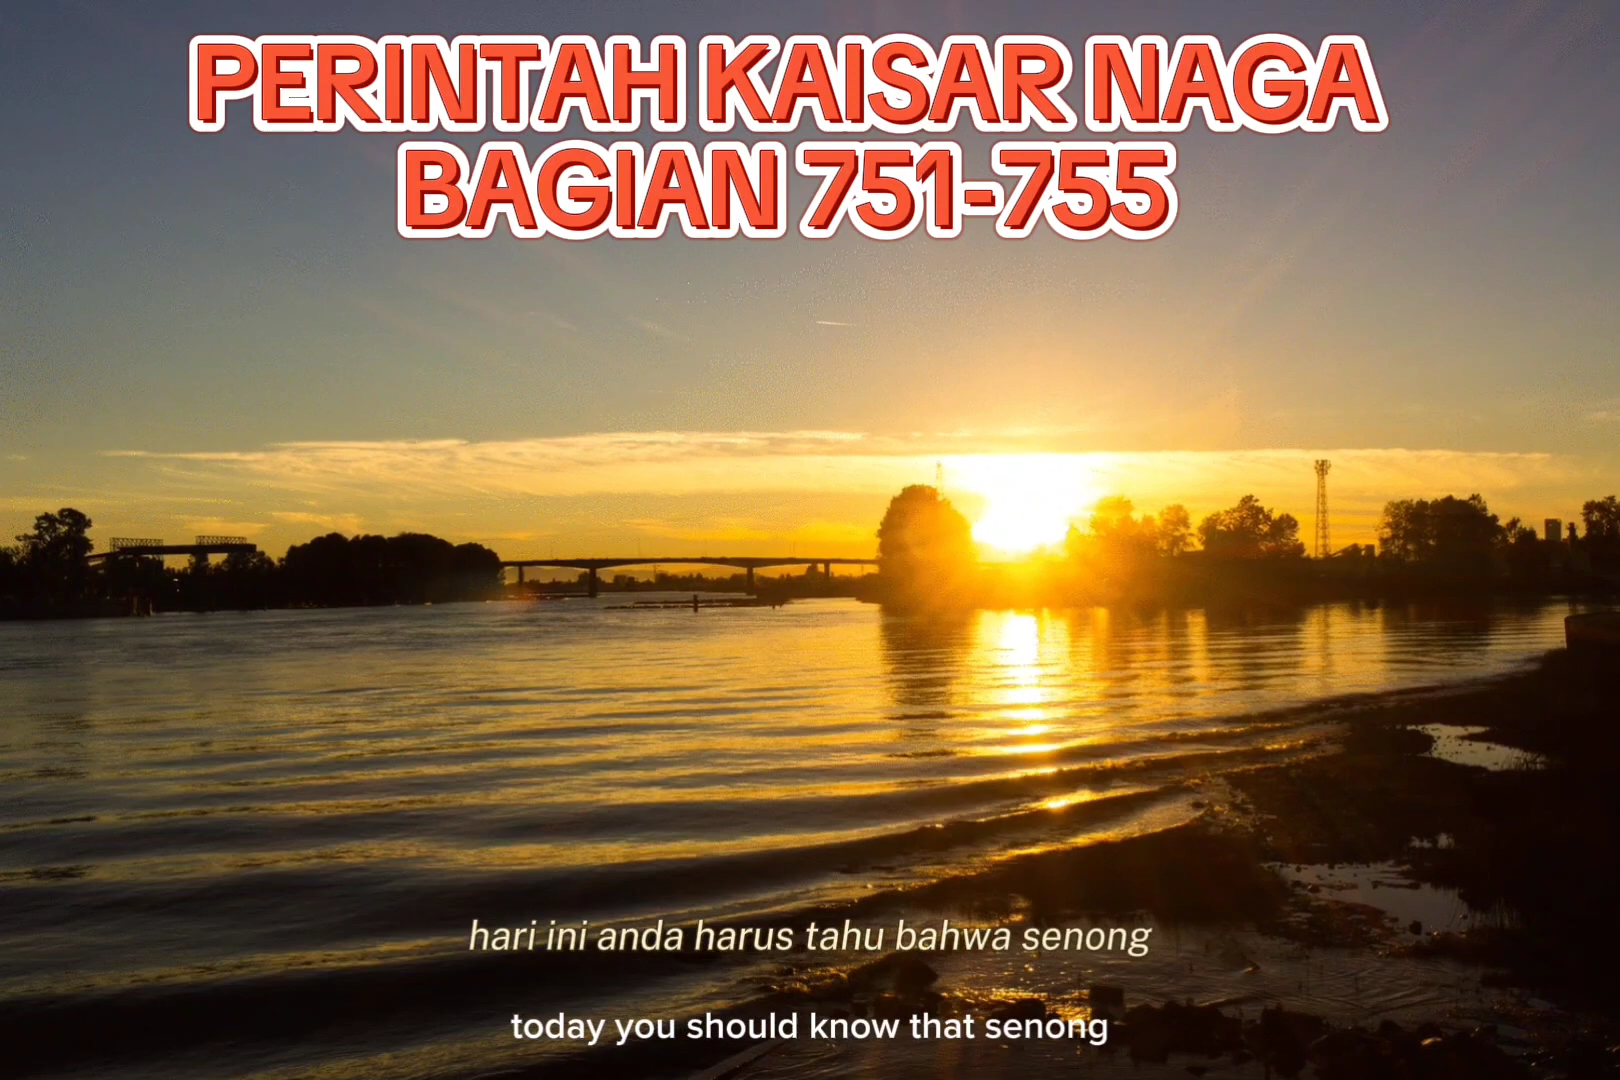 PERINTAH KAISAR NAGA
BAGIAN 751-755
hari ini anda harus tahu bahwa senong
today you should know that senong